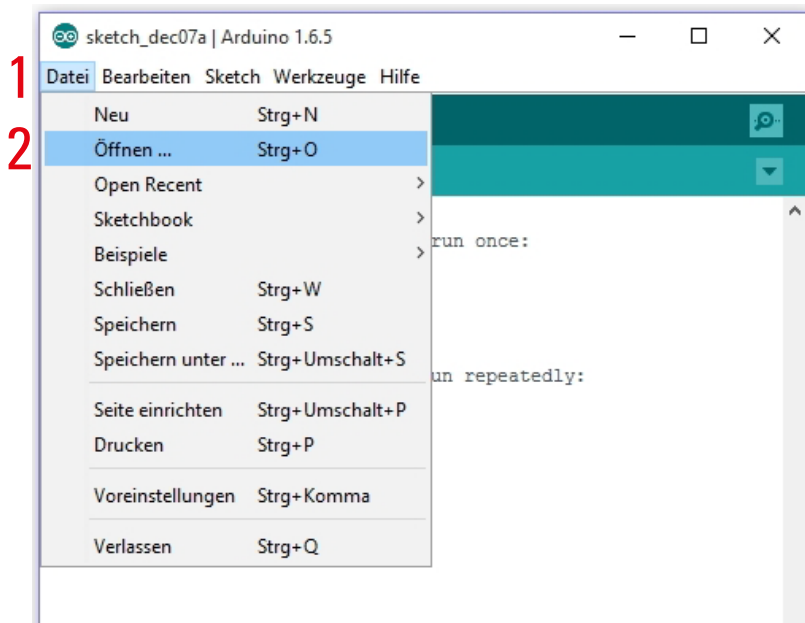 sketch_dec07a | Arduino 1.6.5
1 Datei Bearbeiten Sketch Werkzeuge Hilfe
Neu Strg+N
2 Öffnen ... Strg+O
Open Recent
Sketchbook
run once:
Beispiele
Schließen Strg+W
Speichern Strg+S
Speichern unter ... Strg+Umschalt+S
un repeatedly:
Seite einrichten Strg+Umschalt+P
Drucken Strg+P
Voreinstellungen Strg+Komma
Verlassen Strg+Q